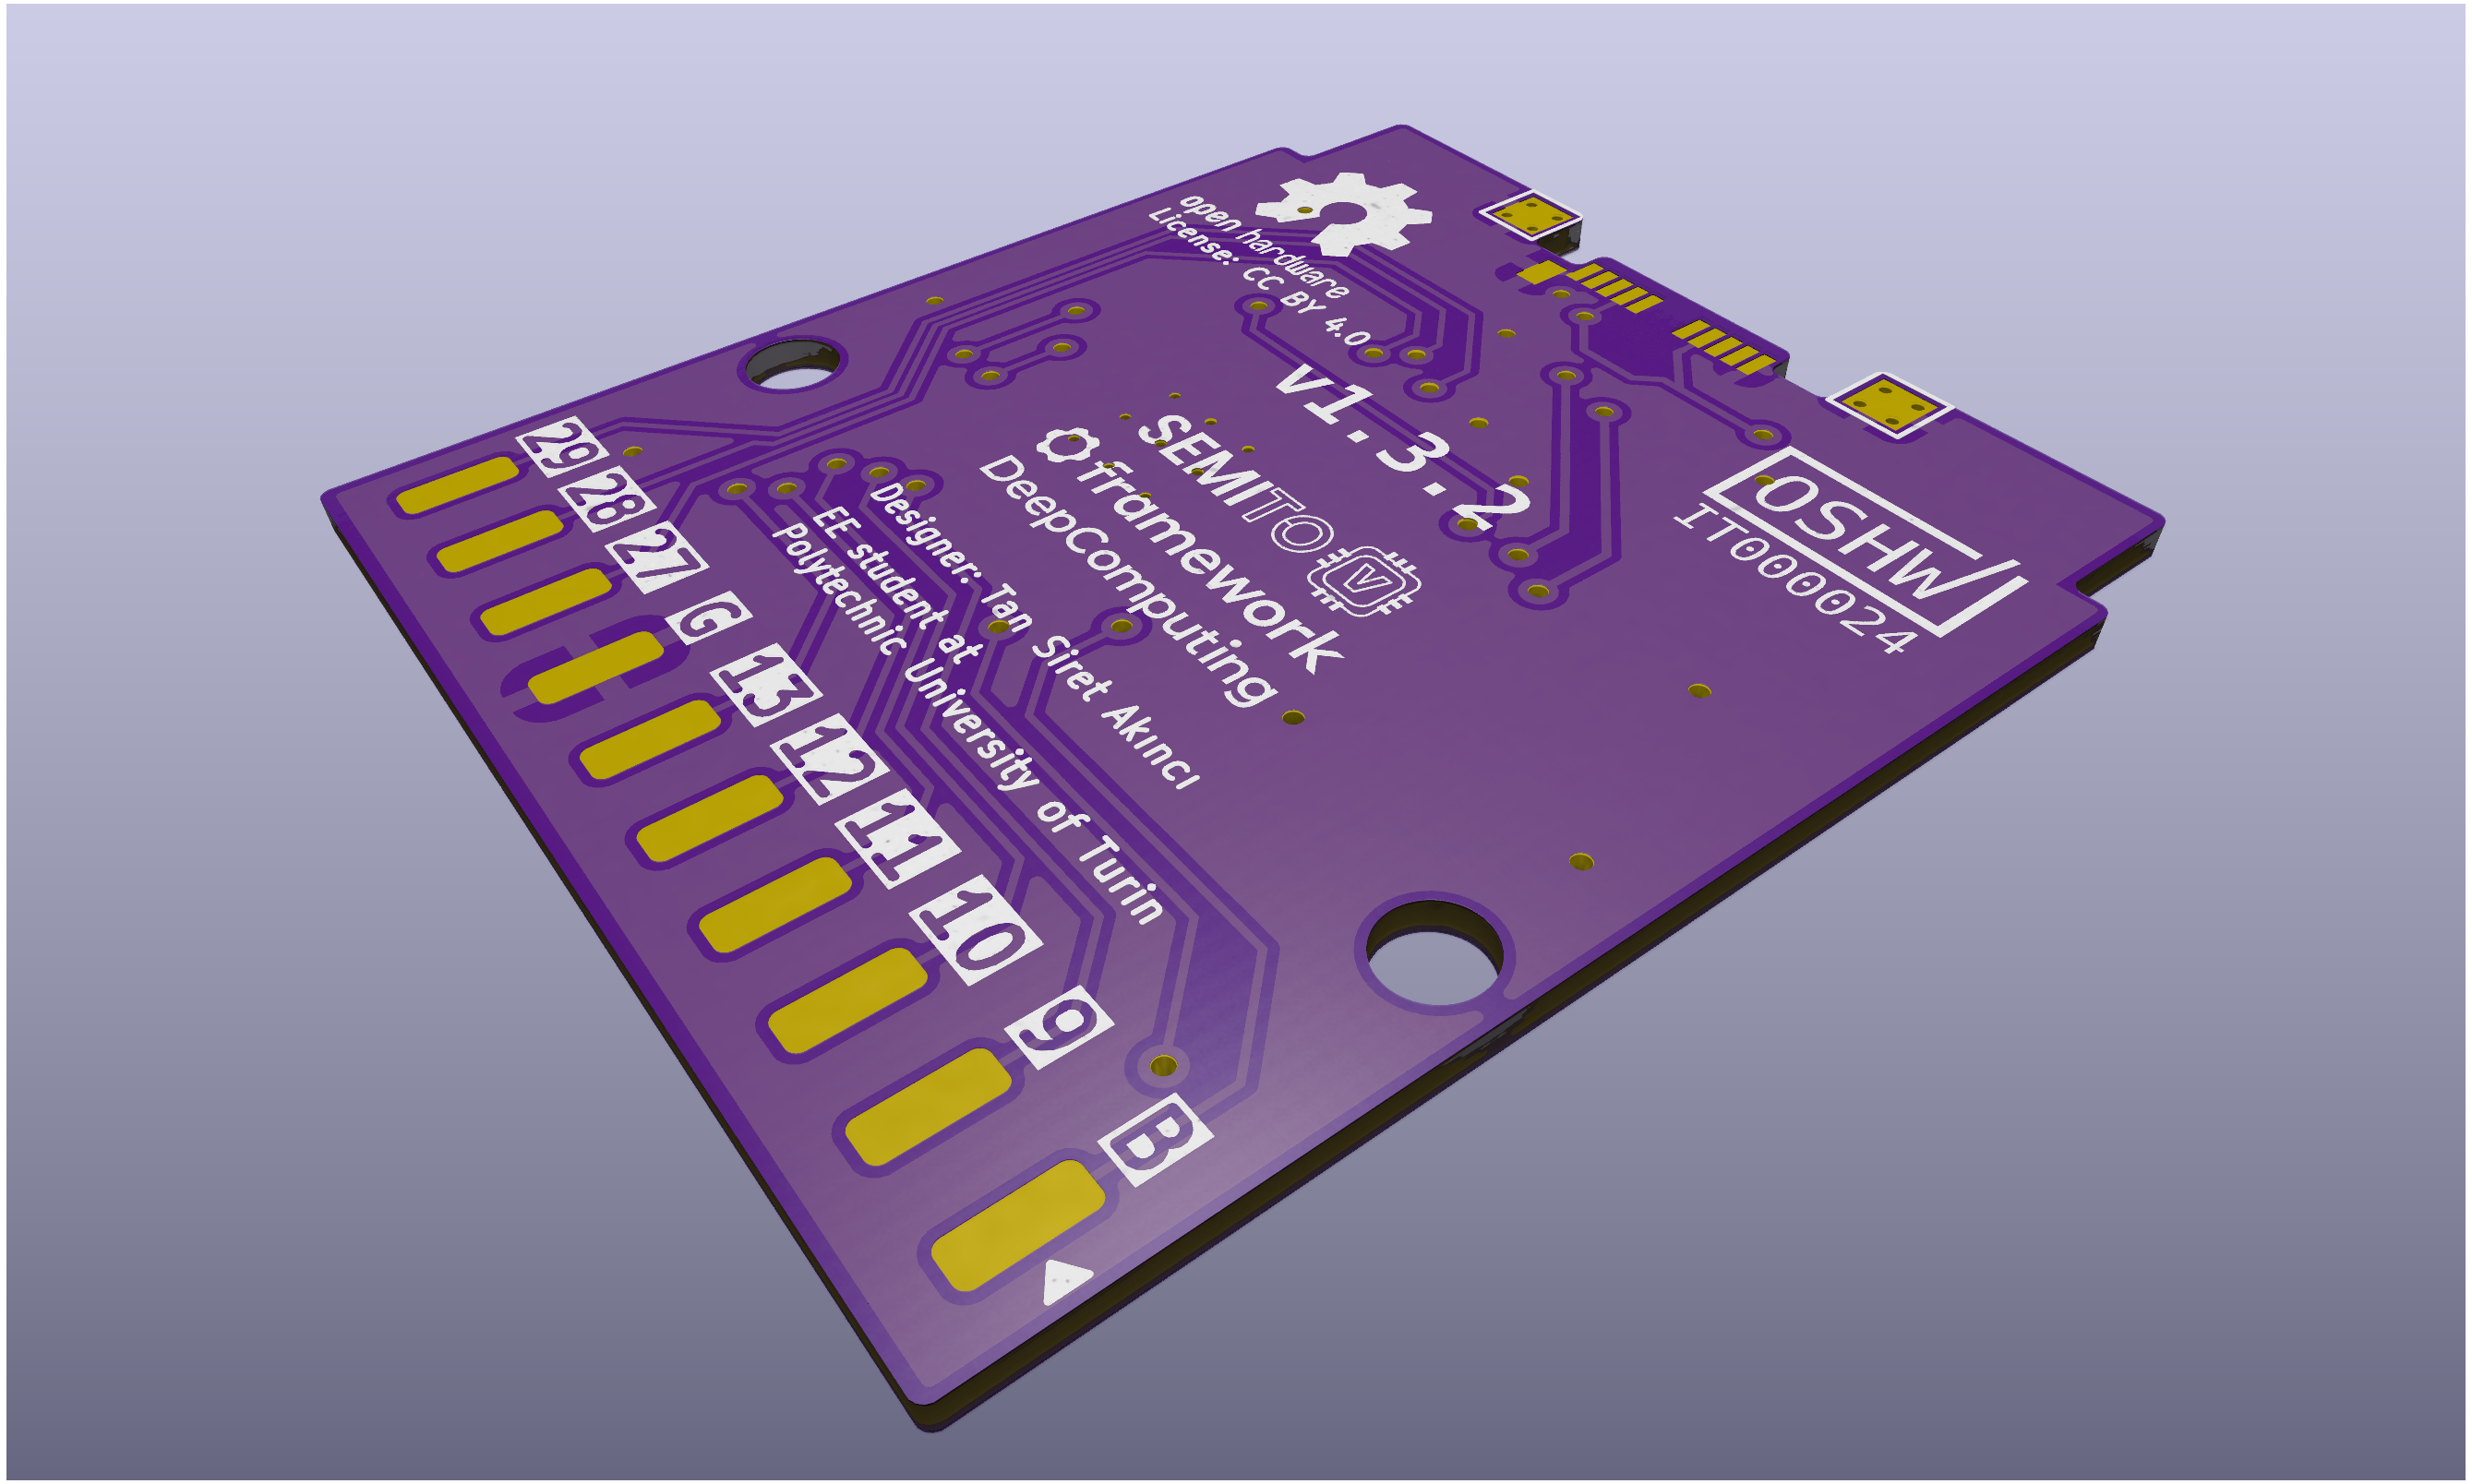 open hardware
License: CC BY 4.0
V1.3.2
SEMITO
V
framework
DeepComputing
Designer: Tan Siret Akıncı
EE student at
Polytechnic University of Turin
OSHW
IT000024
29
28
27
G
13
12
11
10
9
B